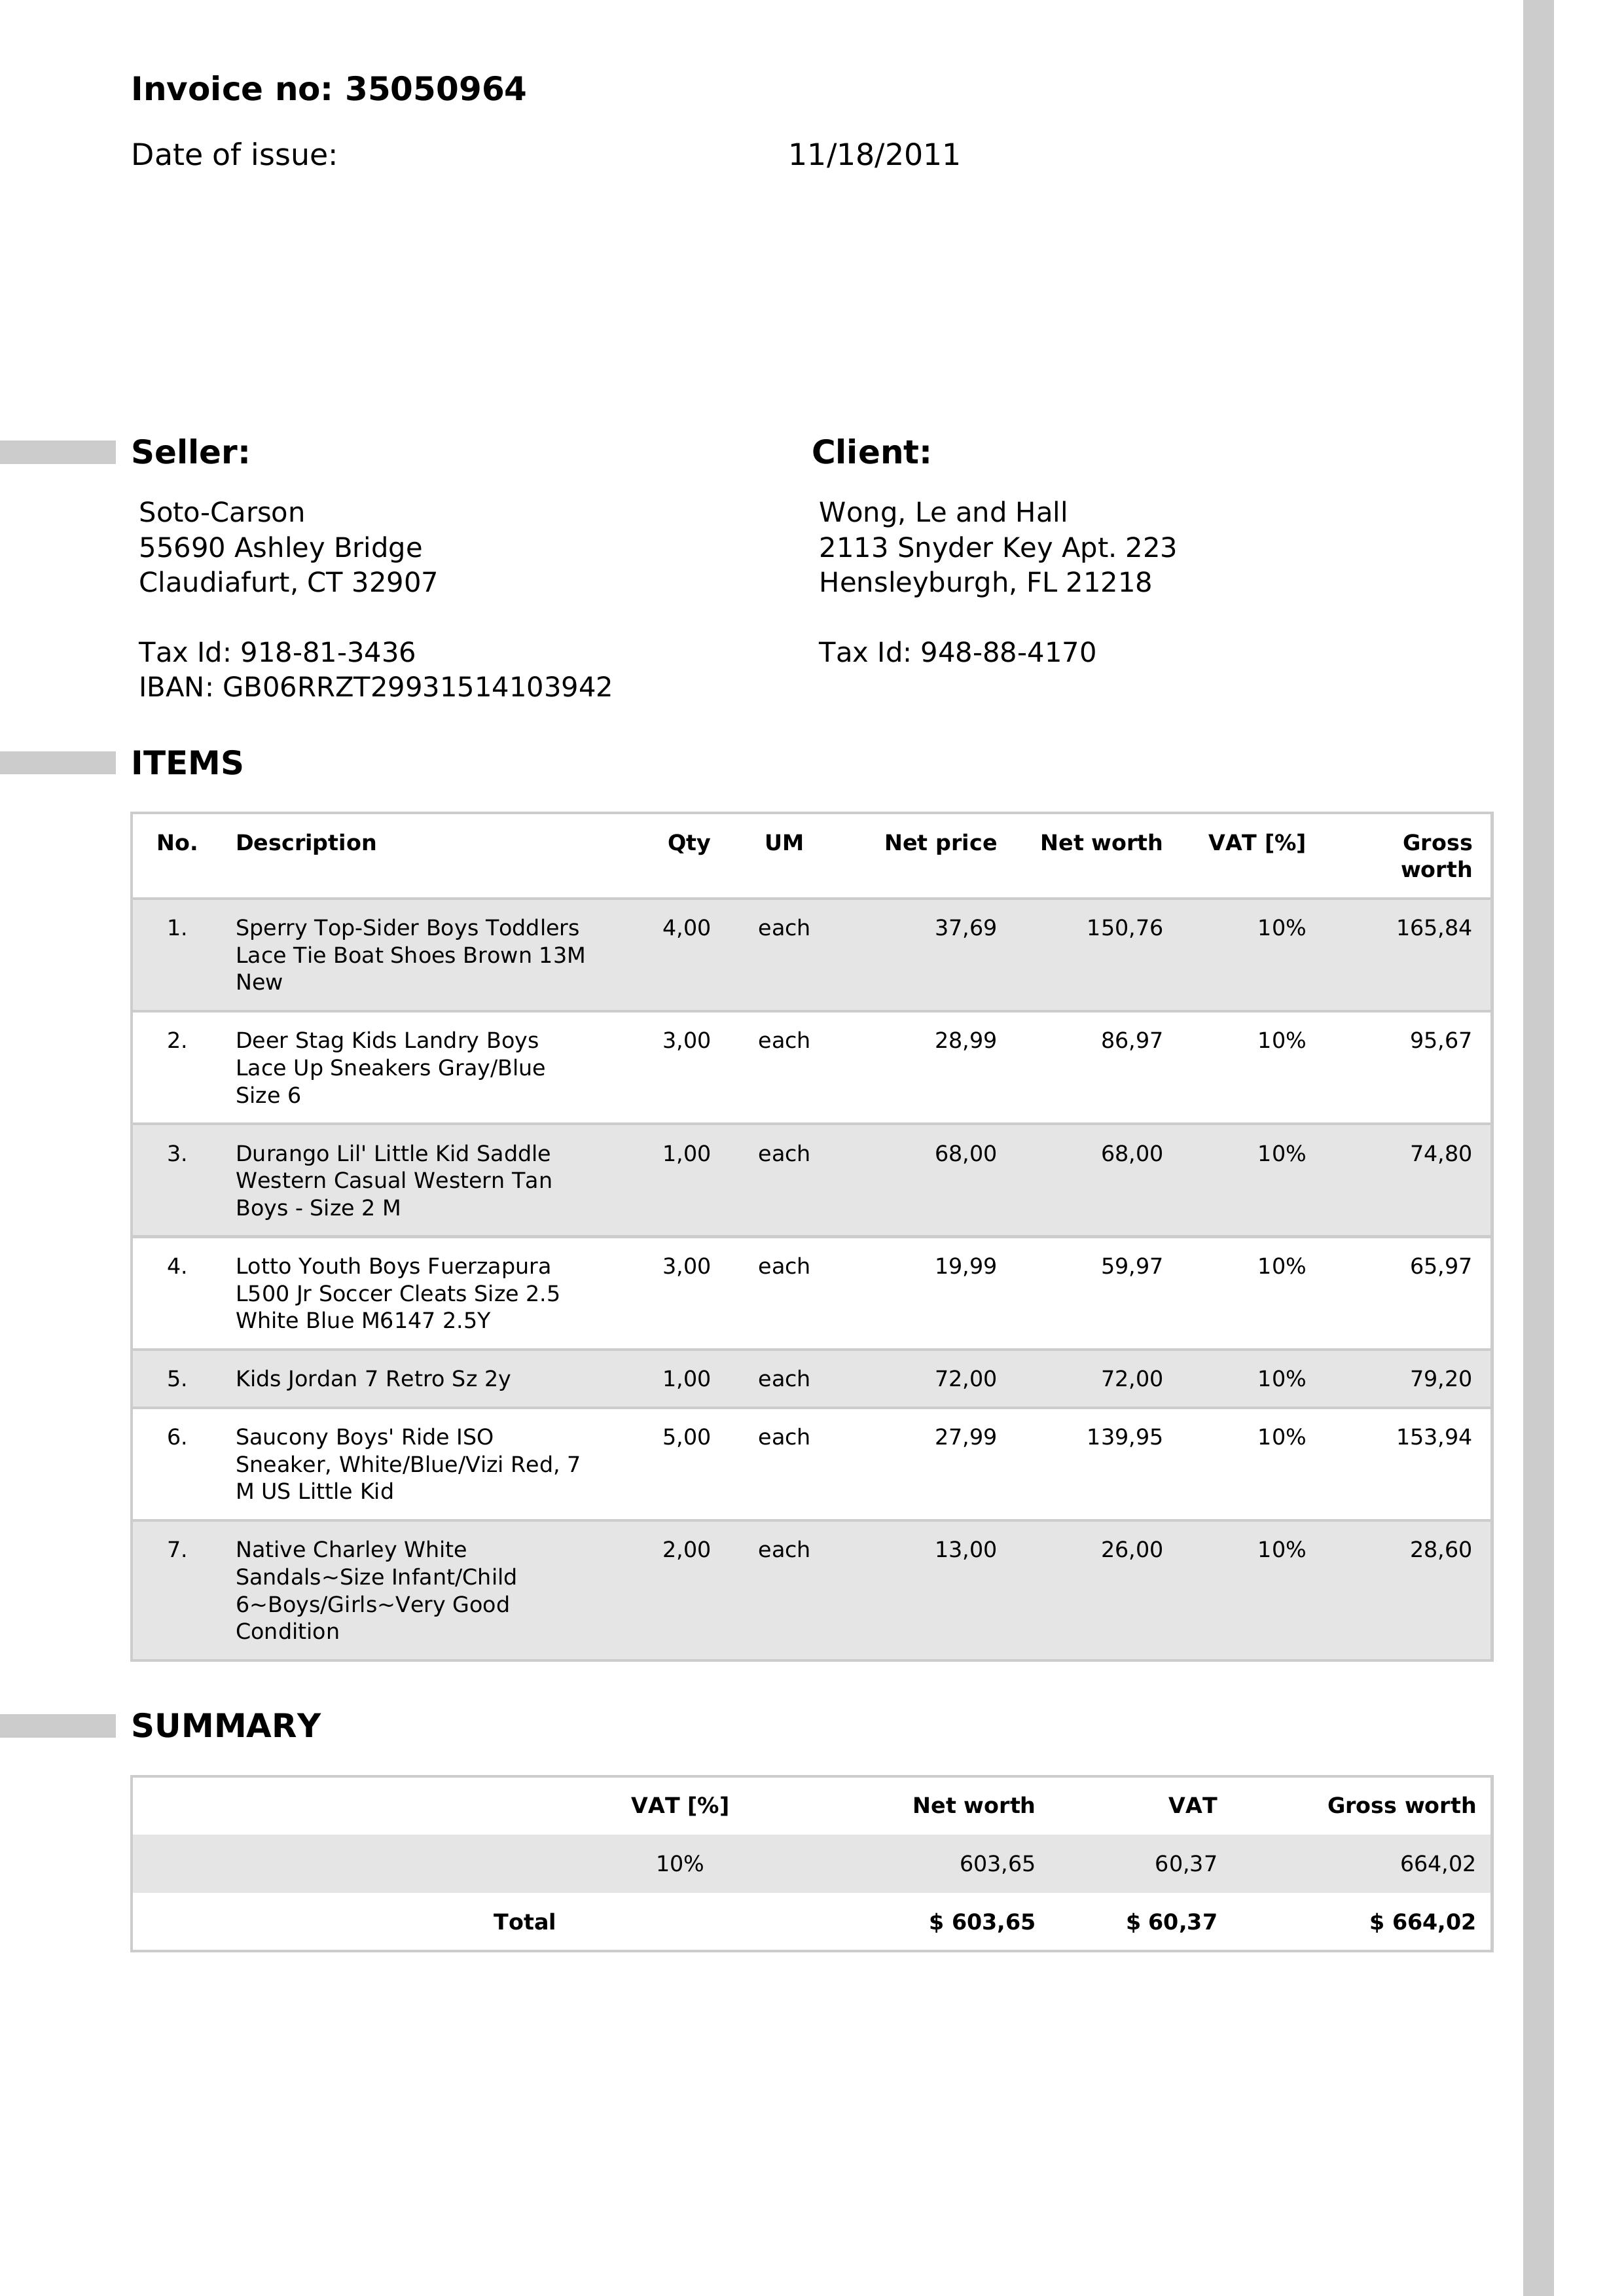 Invoice no: 35050964
Date of issue: 11/18/2011
Seller:
Soto-Carson
55690 Ashley Bridge
Claudiafurt, CT 32907
Tax Id: 918-81-3436
IBAN: GB06RRZT29931514103942
Client:
Wong, Le and Hall
2113 Snyder Key Apt. 223
Hensleyburgh, FL 21218
Tax Id: 948-88-4170
ITEMS
No. Description Qty UM Net price Net worth VAT [%] Gross
worth
1. Sperry Top-Sider Boys Toddlers 4,00 each 37,69 150,76 10% 165,84
Lace Tie Boat Shoes Brown 13M
New
2. Deer Stag Kids Landry Boys 3,00 each 28,99 86,97 10% 95,67
Lace Up Sneakers Gray/Blue
Size 6
3. Durango Lil' Little Kid Saddle 1,00 each 68,00 68,00 10% 74,80
Western Casual Western Tan
Boys - Size 2 M
4. Lotto Youth Boys Fuerzapura 3,00 each 19,99 59,97 10% 65,97
L500 Jr Soccer Cleats Size 2.5
White Blue M6147 2.5Y
5. Kids Jordan 7 Retro Sz 2y 1,00 each 72,00 72,00 10% 79,20
6. Saucony Boys' Ride ISO 5,00 each 27,99 139,95 10% 153,94
Sneaker, White/Blue/Vizi Red, 7
M US Little Kid
7. Native Charley White 2,00 each 13,00 26,00 10% 28,60
Sandals~Size Infant/Child
6~Boys/Girls~Very Good
Condition
SUMMARY
VAT [%] Net worth VAT Gross worth
10% 603,65 60,37 664,02
Total $ 603,65 $ 60,37 $ 664,02